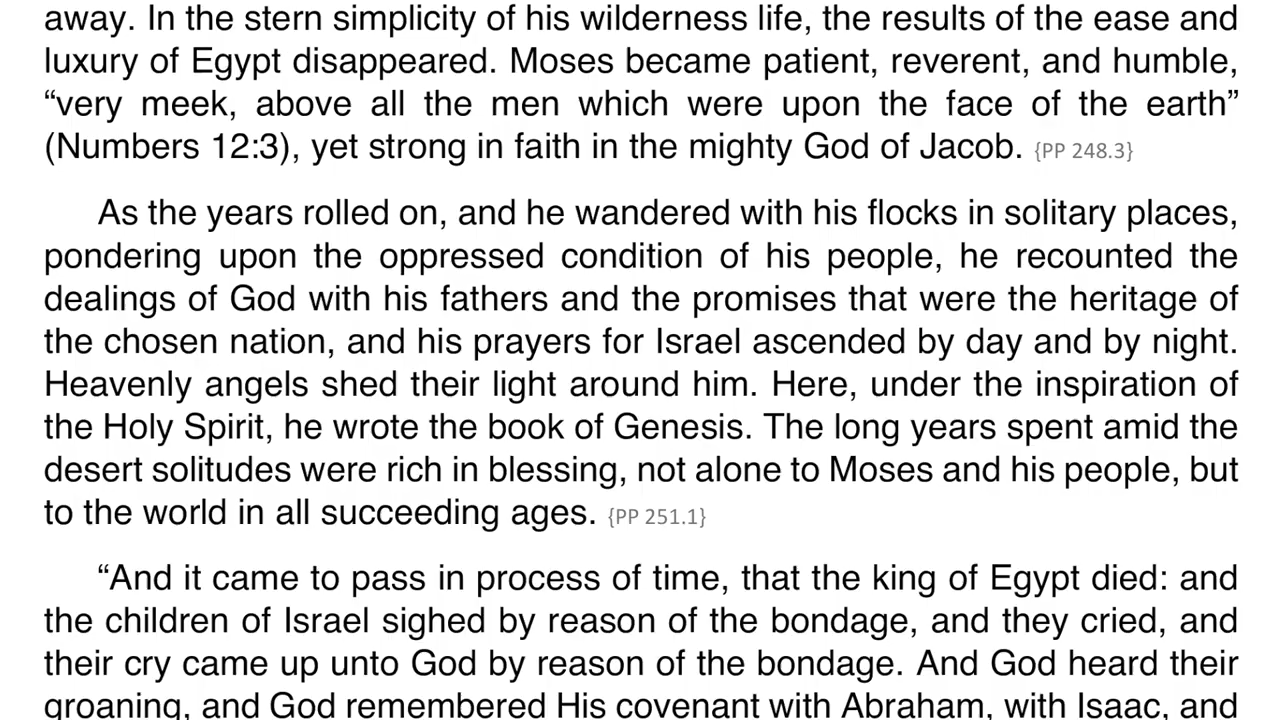 away. In the stern simplicity of his wilderness life, the results of the ease and
luxury of Egypt disappeared. Moses became patient, reverent, and humble,
“very meek, above all the men which were upon the face of the earth”
(Numbers 12:3), yet strong in faith in the mighty God of Jacob. {PP 248.3}
As the years rolled on, and he wandered with his flocks in solitary places,
pondering upon the oppressed condition of his people, he recounted the
dealings of God with his fathers and the promises that were the heritage of
the chosen nation, and his prayers for Israel ascended by day and by night.
Heavenly angels shed their light around him. Here, under the inspiration of
the Holy Spirit, he wrote the book of Genesis. The long years spent amid the
desert solitudes were rich in blessing, not alone to Moses and his people, but
to the world in all succeeding ages. {PP 251.1}
“And it came to pass in process of time, that the king of Egypt died: and
the children of Israel sighed by reason of the bondage, and they cried, and
their cry came up unto God by reason of the bondage. And God heard their
groaning, and God remembered His covenant with Abraham, with Isaac, and